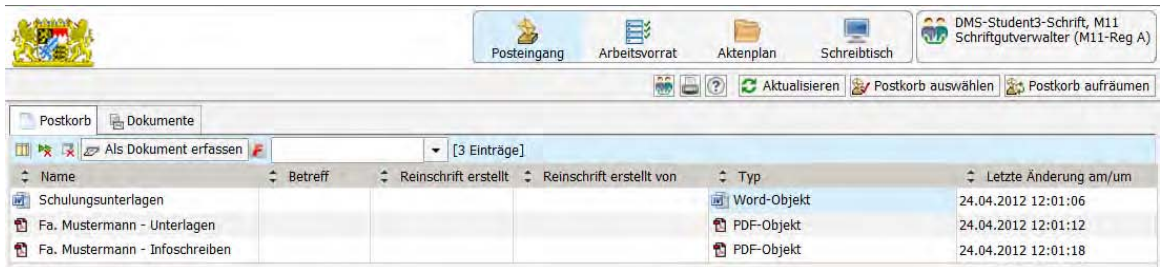 DMS-Student3-Schrift, M11
Schriftgutverwalter (M11-Reg A)
Posteingang Arbeitsvorrat Aktenplan Schreibtisch
Aktualisieren Postkorb auswählen Postkorb aufräumen
Postkorb Dokumente
Als Dokument erfassen F [3 Einträge]
Name Betreff Reinschrift erstellt Reinschrift erstellt von Typ Letzte Änderung am/um
Schulungsunterlagen Word-Objekt 24.04.2012 12:01:06
Fa. Mustermann - Unterlagen PDF-Objekt 24.04.2012 12:01:12
Fa. Mustermann - Infoschreiben PDF-Objekt 24.04.2012 12:01:18